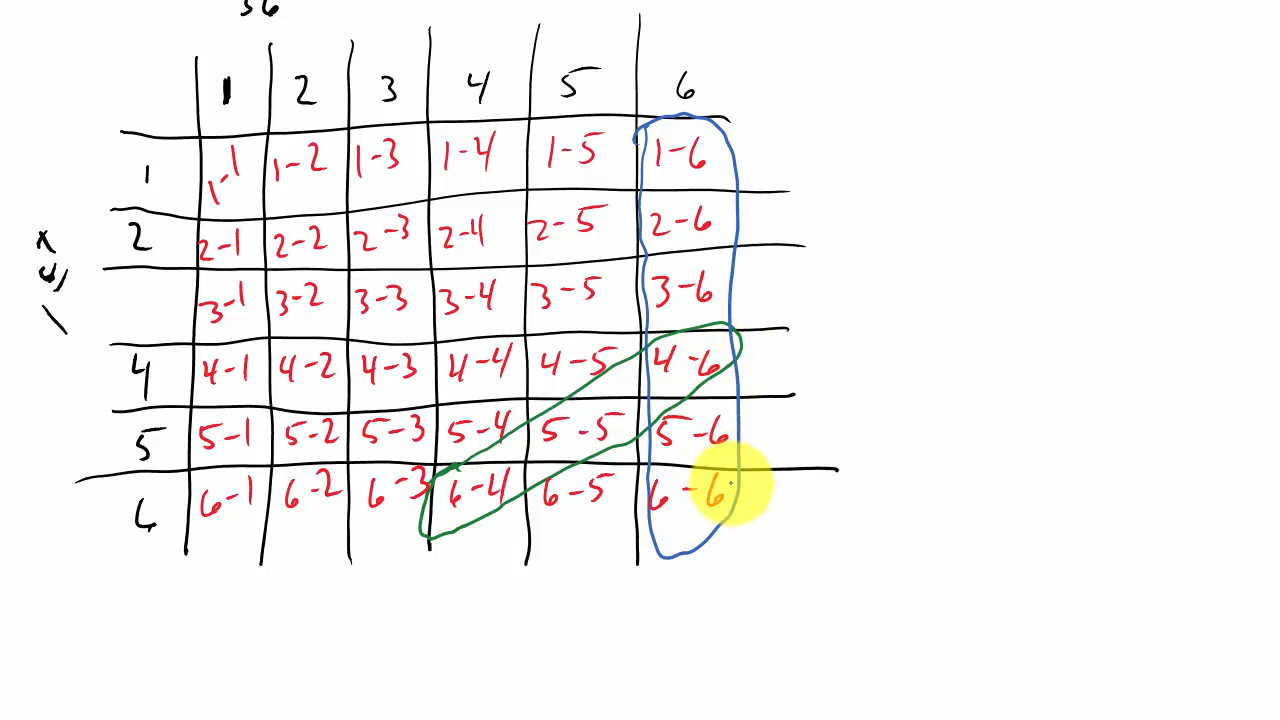 36
1 2 3 4 5 6
1 1-1 1-2 1-3 1-4 1-5 1-6
2 2-1 2-2 2-3 2-4 2-5 2-6
3-1 3-2 3-3 3-4 3-5 3-6
4 4-1 4-2 4-3 4-4 4-5 4-6
5 5-1 5-2 5-3 5-4 5-5 5-6
6 6-1 6-2 6-3 6-4 6-5 6-6